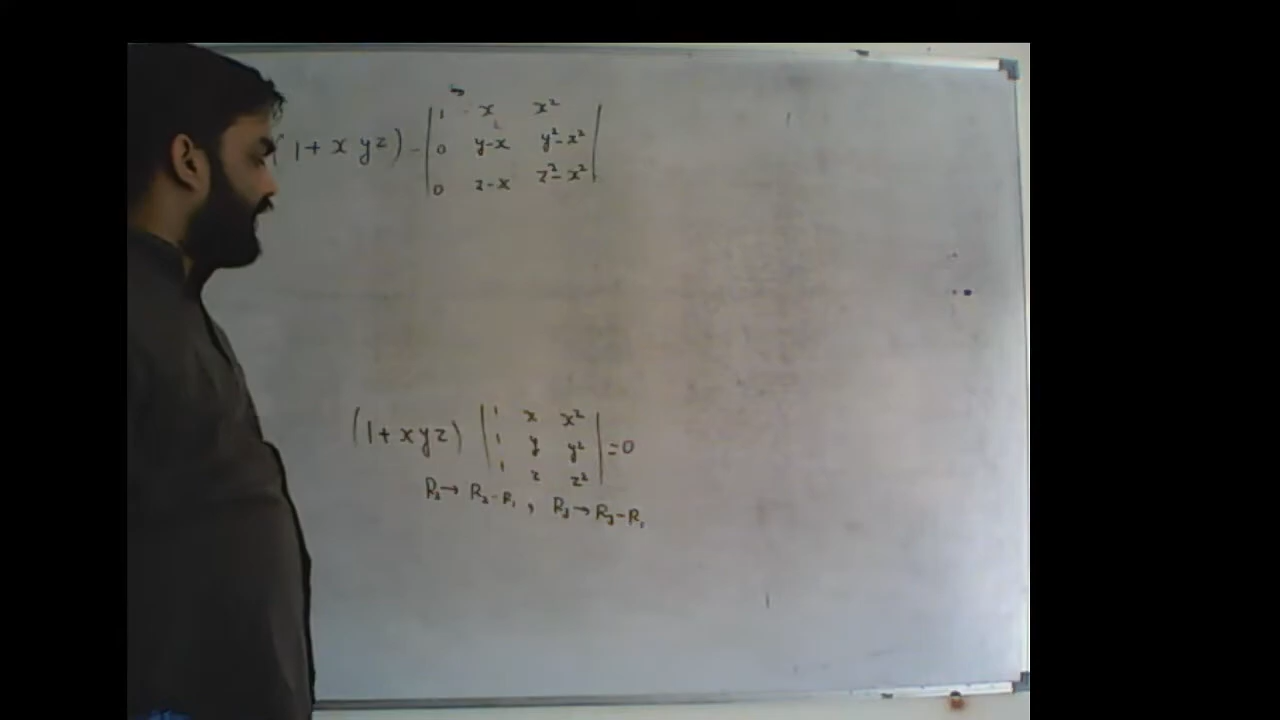 1 x x²
(1 + x y z) - 0 y-x y²-x²
0 z-x z²-x²
1 x x²
(1 + x y z) 1 y y² = 0
1 z z²
R₂ → R₂ - R₁ , R₃ → R₃ - R₁